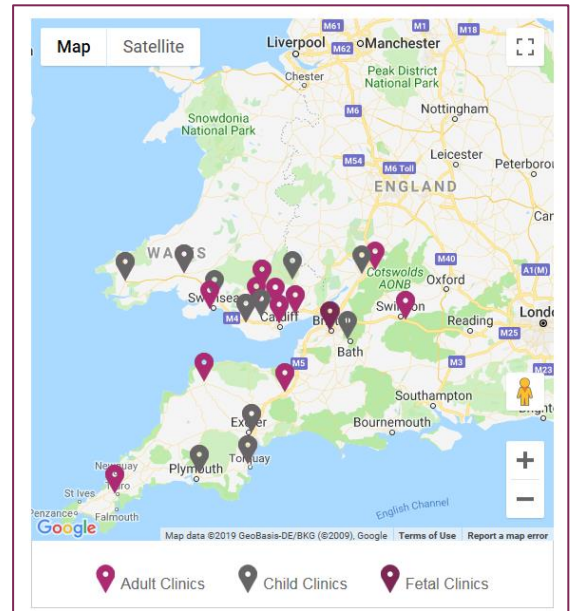 Map Satellite
M61
M1
M18
Liverpool
Manchester
M62
Chester
Peak District
National Park
M6
Nottingham
Snowdonia
National Park
M54
Leicester
M6 Toll
ENGLAND
WALES
M40
Cotswolds
AONB
Oxford
A1(M)
Swansea
Cardiff
M4
Swindon
Reading
M25
Bath
M5
M3
M23
Southampton
Exeter
Bournemouth
Newquay
Plymouth
Torquay
Truro
St Ives
Penzance
Falmouth
English Channel
Google
Map data ©2019 GeoBasis-DE/BKG (©2009), Google Terms of Use Report a map error
Adult Clinics Child Clinics Fetal Clinics